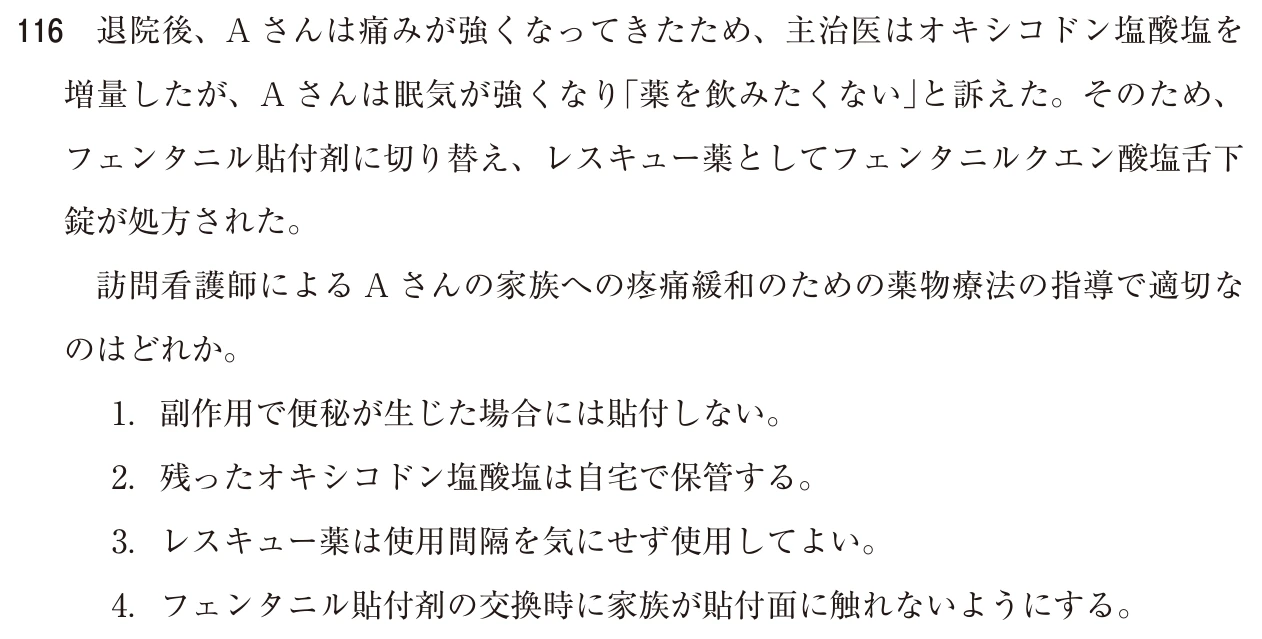 116 退院後、Aさんは痛みが強くなってきたため、主治医はオキシコドン塩酸塩を
増量したが、Aさんは眠気が強くなり「薬を飲みたくない」と訴えた。そのため、
フェンタニル貼付剤に切り替え、レスキュー薬としてフェンタニルクエン酸塩舌下
錠が処方された。
訪問看護師によるAさんの家族への疼痛緩和のための薬物療法の指導で適切な
のはどれか。
1. 副作用で便秘が生じた場合には貼付しない。
2. 残ったオキシコドン塩酸塩は自宅で保管する。
3. レスキュー薬は使用間隔を気にせず使用してよい。
4. フェンタニル貼付剤の交換時に家族が貼付面に触れないようにする。